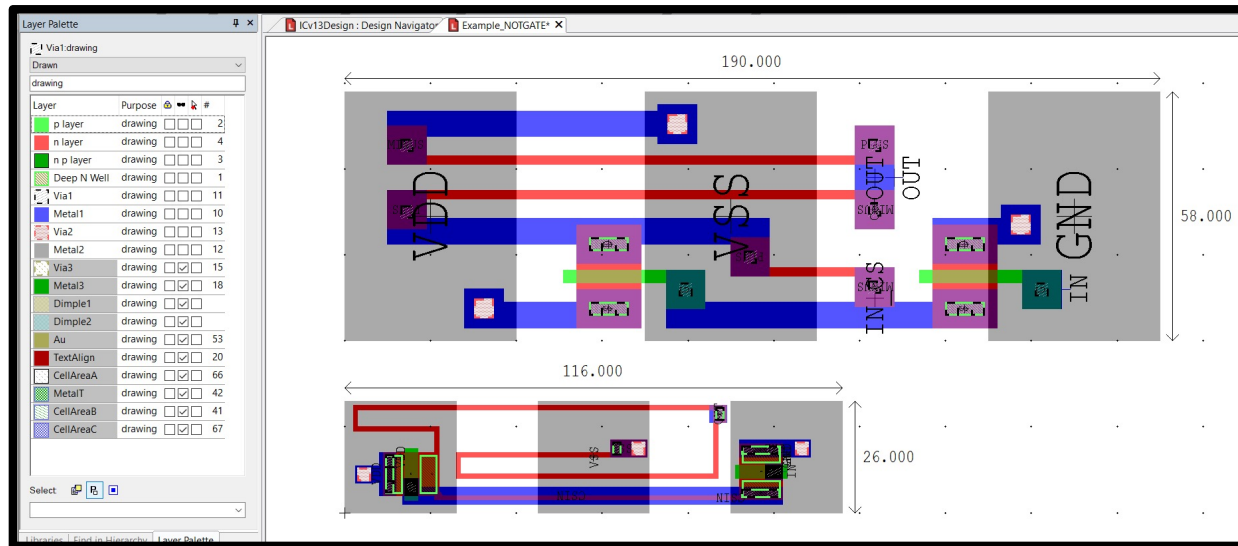 Layer Palette
Via1:drawing
Drawn
drawing
Layer Purpose #
p layer drawing 2
n layer drawing 4
n p layer drawing 3
Deep N Well drawing 1
Via1 drawing 11
Metal1 drawing 10
Via2 drawing 13
Metal2 drawing 12
Via3 drawing 15
Metal3 drawing 18
Dimple1 drawing
Dimple2 drawing
Au drawing 53
TextAlign drawing 20
CellAreaA drawing 66
MetalT drawing 42
CellAreaB drawing 41
CellAreaC drawing 67
Select
Libraries Find in Hierarchy Layer Palette
ICv13Design : Design Navigator
Example_NOTGATE*
190.000
PLUS
VDD
VSS
OUT
GND
58.000
MINUS
IN
116.000
26.000
VSS